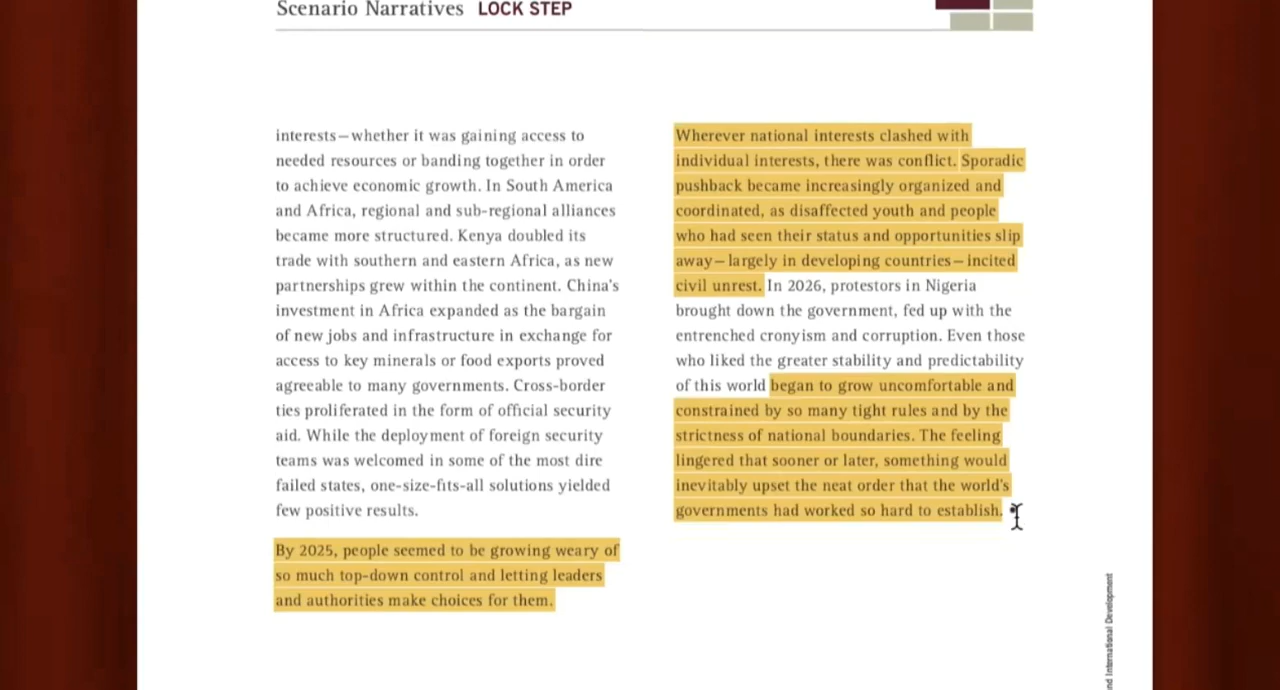 Scenario Narratives LOCK STEP
interests—whether it was gaining access to
needed resources or banding together in order
to achieve economic growth. In South America
and Africa, regional and sub-regional alliances
became more structured. Kenya doubled its
trade with southern and eastern Africa, as new
partnerships grew within the continent. China's
investment in Africa expanded as the bargain
of new jobs and infrastructure in exchange for
access to key minerals or food exports proved
agreeable to many governments. Cross-border
ties proliferated in the form of official security
aid. While the deployment of foreign security
teams was welcomed in some of the most dire
failed states, one-size-fits-all solutions yielded
few positive results.
By 2025, people seemed to be growing weary of
so much top-down control and letting leaders
and authorities make choices for them.
Wherever national interests clashed with
individual interests, there was conflict. Sporadic
pushback became increasingly organized and
coordinated, as disaffected youth and people
who had seen their status and opportunities slip
away—largely in developing countries—incited
civil unrest. In 2026, protestors in Nigeria
brought down the government, fed up with the
entrenched cronyism and corruption. Even those
who liked the greater stability and predictability
of this world began to grow uncomfortable and
constrained by so many tight rules and by the
strictness of national boundaries. The feeling
lingered that sooner or later, something would
inevitably upset the neat order that the world's
governments had worked so hard to establish.
nd International Development